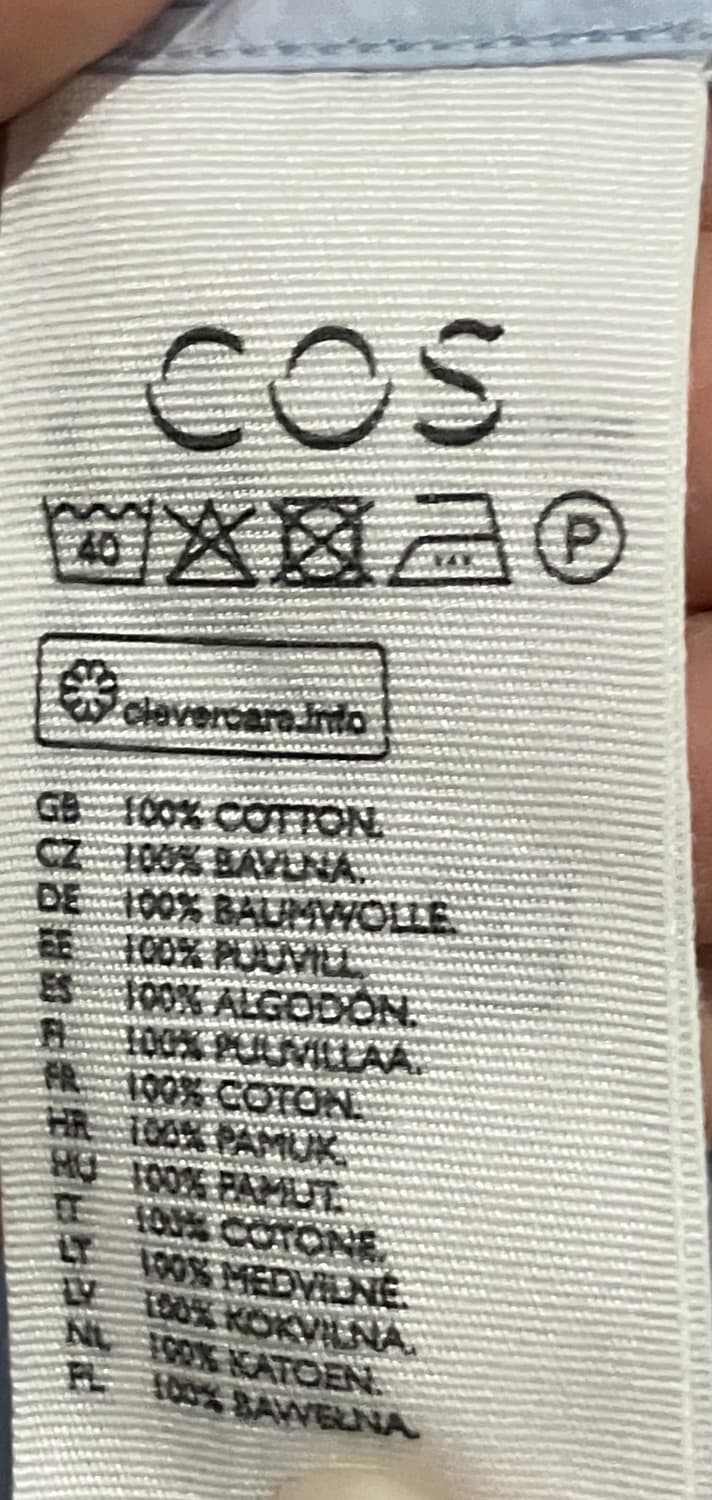 COS
40 P
clevercare.info
GB 100% COTTON.
CZ 100% BAVLNA.
DE 100% BAUMWOLLE.
EE 100% PUUVILL.
ES 100% ALGODÓN.
FI 100% PUUVILLAA.
FR 100% COTON.
HR 100% PAMUK.
HU 100% PAMUT.
IT 100% COTONE.
LT 100% MEDVILNĖ.
LV 100% KOKVILNA.
NL 100% KATOEN.
PL 100% BAWEŁNA.